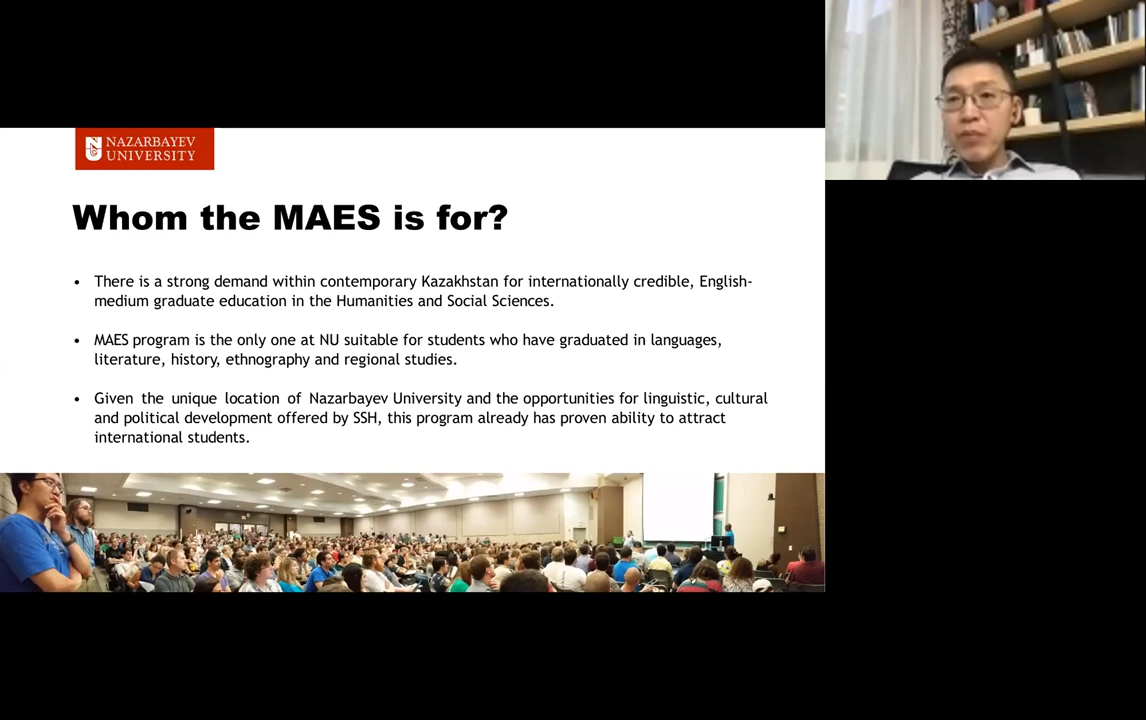 NAZARBAYEV
UNIVERSITY
Whom the MAES is for?
• There is a strong demand within contemporary Kazakhstan for internationally credible, English-
medium graduate education in the Humanities and Social Sciences.
• MAES program is the only one at NU suitable for students who have graduated in languages,
literature, history, ethnography and regional studies.
• Given the unique location of Nazarbayev University and the opportunities for linguistic, cultural
and political development offered by SSH, this program already has proven ability to attract
international students.